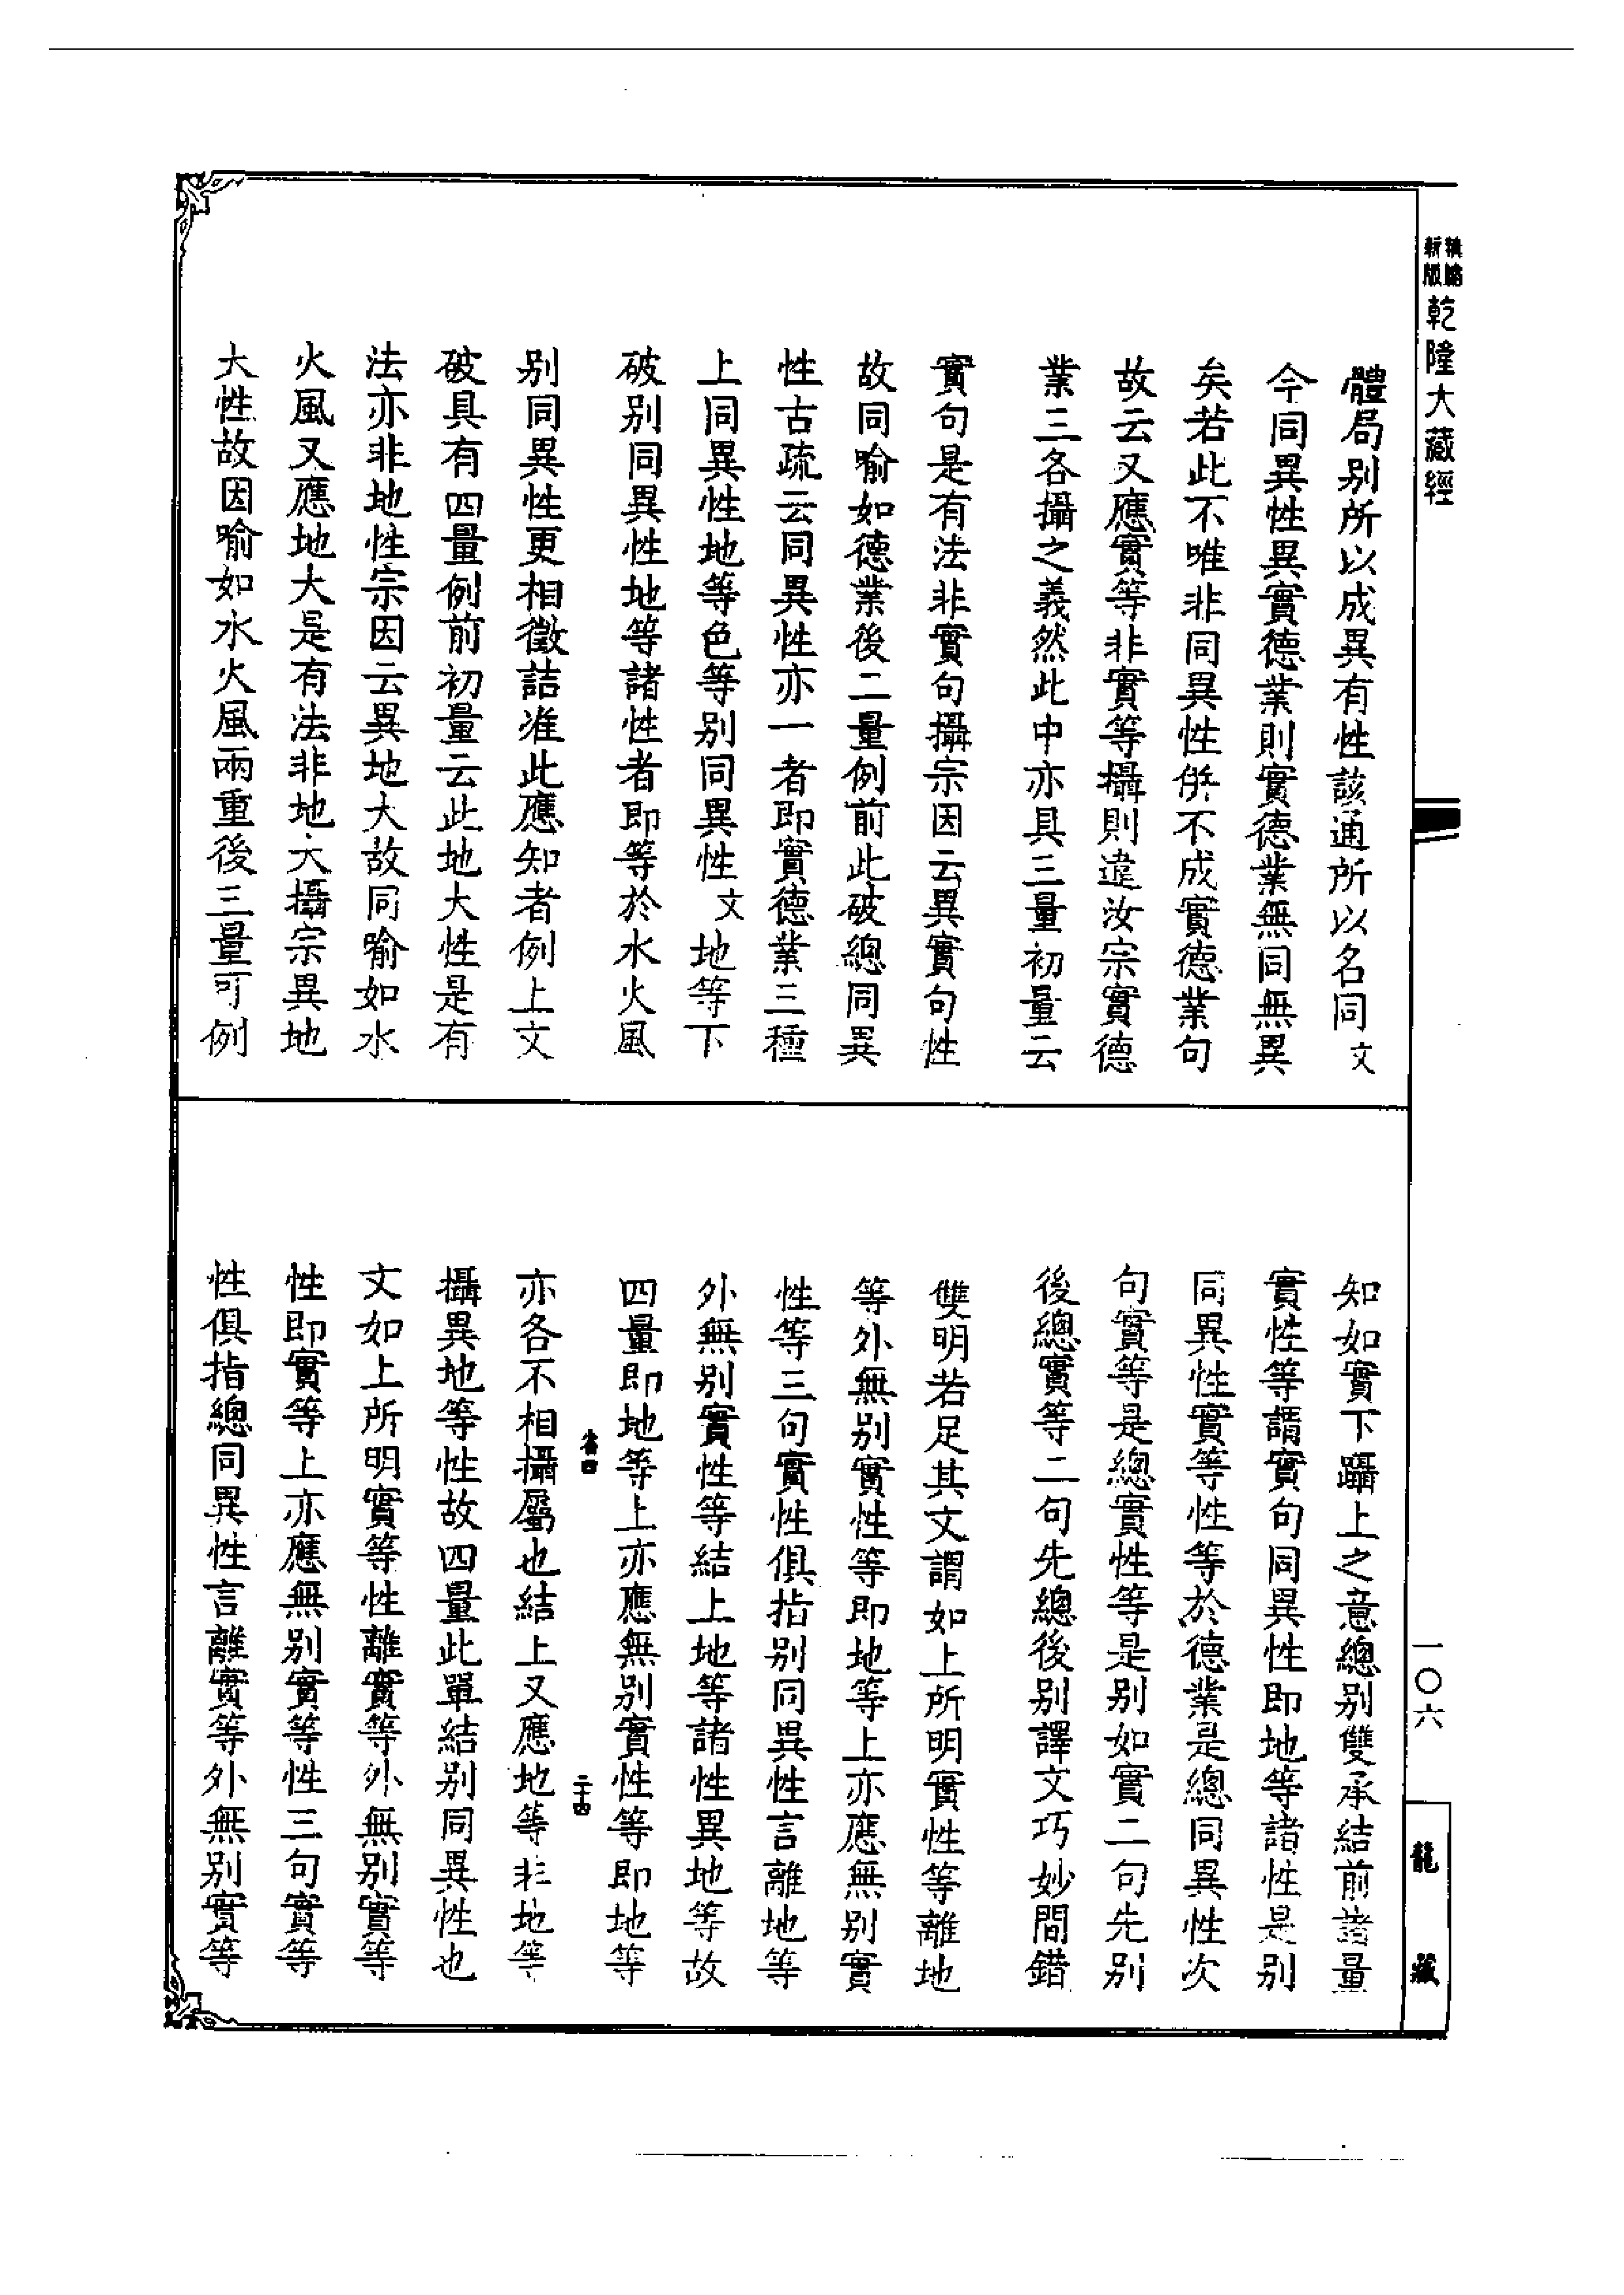 新版
乾隆大藏經
體局别所以成異有性該通所以名同文
今同異性異實德業則實德業無同無異
矣若此不唯非同異性所不成實德業句
故云又應實等非實等攝則違汝宗實德
業三各攝之義然此中亦具三量初量云
實句是有法非實句攝宗因云異實句性
故同喻如德業後二量例前此破總同異
性古疏云同異性亦一者即實德業三種
上同異性地等色等别同異性文地等下
破别同異性地等諸性者即等於水火風
别同異性更相徵詰准此應知者例上文
破具有四量例前初量云此地大性是有
法亦非地性宗因云異地大故同喻如水
火風又應地大是有法非地大攝宗異地
大性故因喻如水火風兩重後三量可例
知如實下躡上之意總别雙承結前諸量
實性等謂實句同異性即地等諸性是别
同異性實等性等於德業是總同異性次
句實等是總實性等是别如實二句先别
後總實等二句先總後别譯文巧妙間錯
雙明若足其文謂如上所明實性等離地
等外無别實性等即地等上亦應無别實
性等三句實性俱指别同異性言離地等
外無别實性等結上地等諸性異地等故
四量即地等上亦應無别實性等即地等
亦各不相攝屬也結上又應地等非地等
攝異地等性故四量此單結别同異性也
文如上所明實等性離實等外無别實等
性即實等上亦應無别實等性三句實等
性俱指總同異性言離實等外無别實等
二十四
一〇六
龍藏